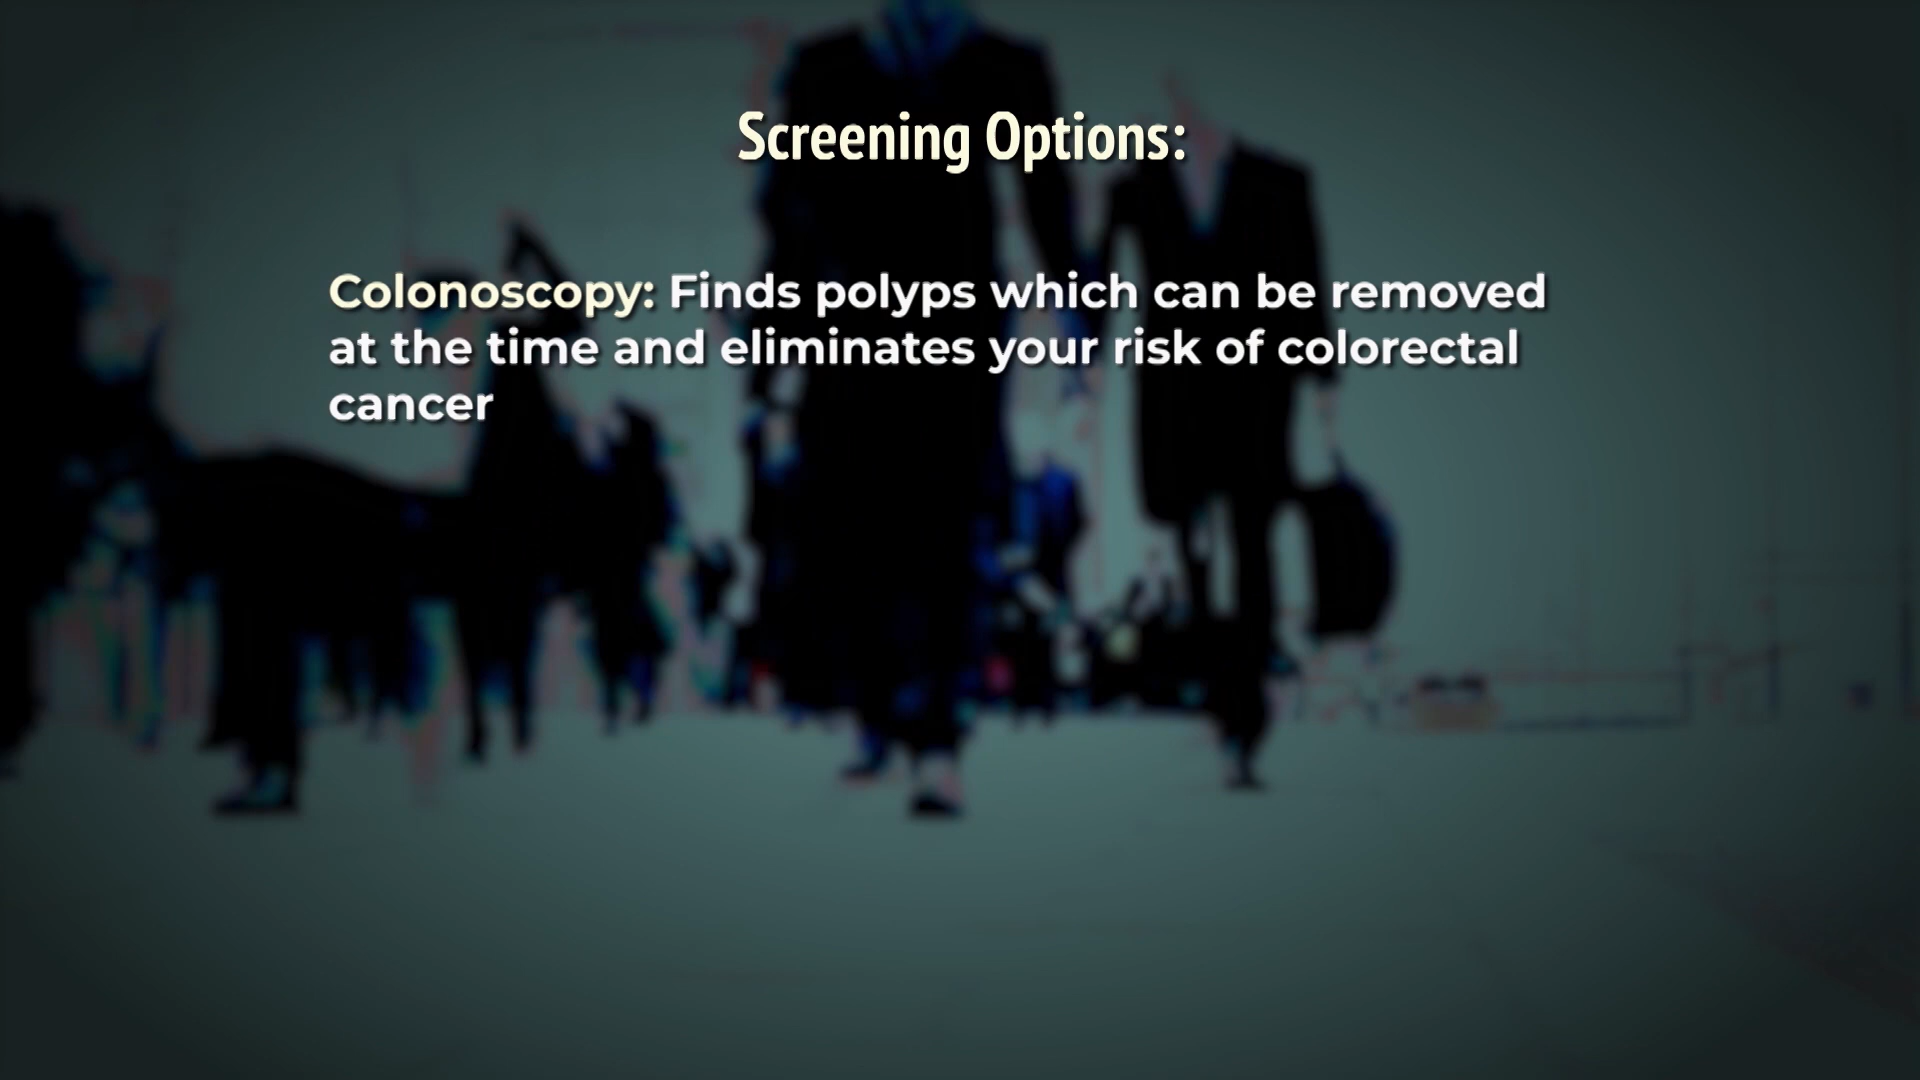 Screening Options:
Colonoscopy: Finds polyps which can be removed
at the time and eliminates your risk of colorectal
cancer